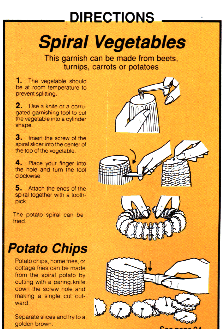 DIRECTIONS
Spiral Vegetables
This garnish can be made from beets,
turnips, carrots or potatoes
1. The vegetable should
be at room temperature to
prevent splitting.
2. Use a knife or a corru-
gated garnishing tool to cut
the vegetable into a cylinder
shape.
3. Insert the screw of the
spiral slicer into the center of
the top of the vegetable.
4. Place your finger into
the hole and turn the tool
clockwise.
5. Attach the ends of the
spiral together with a tooth-
pick.
The potato spiral can be
fried.
Potato Chips
Potato chips, home fries, or
cottage fries can be made
from the spiral potato by
cutting with a paring knife
down the screw hole and
making a single cut out-
ward.
Separate slices and fry to a
golden brown.